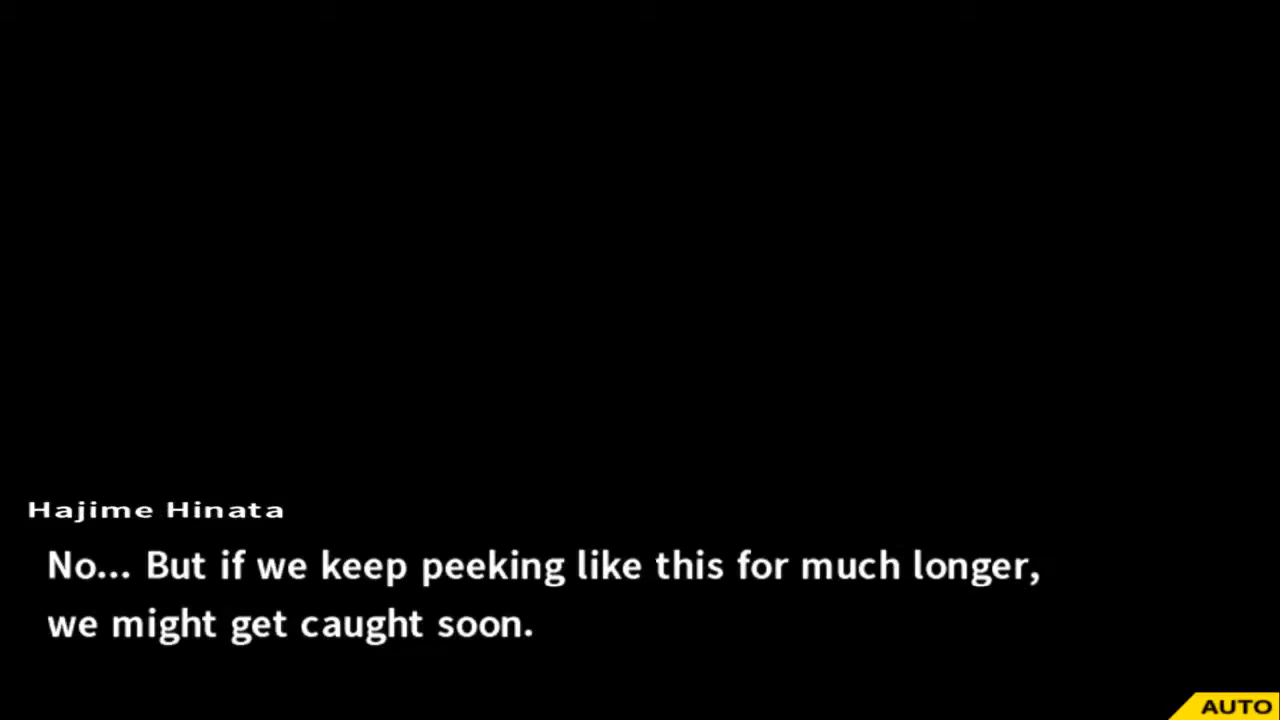 Hajime Hinata
No... But if we keep peeking like this for much longer,
we might get caught soon.
AUTO